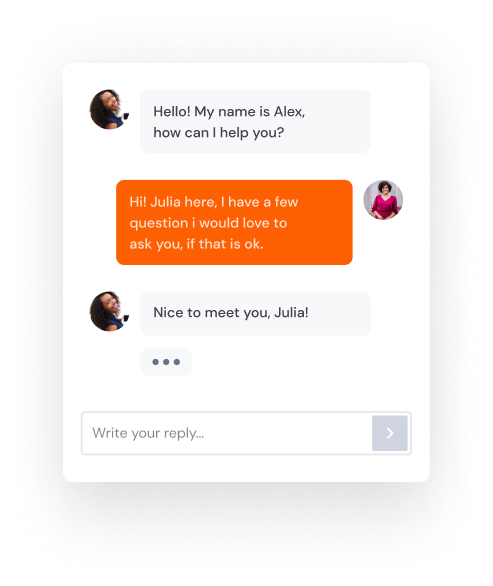 Hello! My name is Alex,
how can I help you?
Hi! Julia here, I have a few
question i would love to
ask you, if that is ok.
Nice to meet you, Julia!
Write your reply...